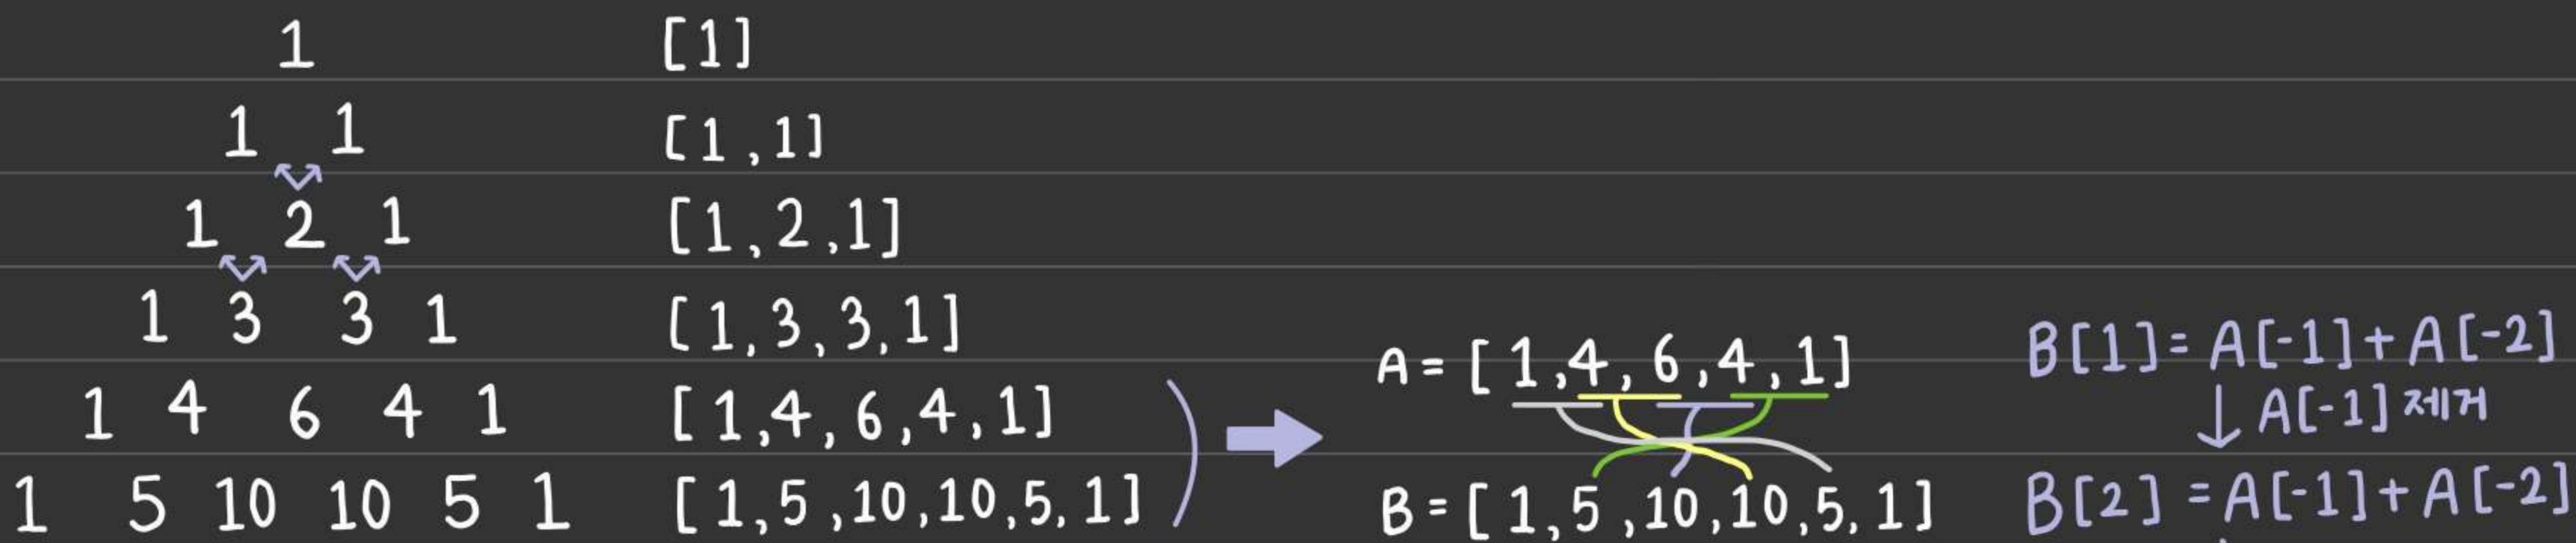 1 [1]
1 1 [1,1]
1 2 1 [1,2,1]
1 3 3 1 [1,3,3,1]
1 4 6 4 1 [1,4,6,4,1]
1 5 10 10 5 1 [1,5,10,10,5,1]
A = [1,4,6,4,1]
B = [1,5,10,10,5,1]
B[1] = A[-1] + A[-2]
↓ A[-1] 제거
B[2] = A[-1] + A[-2]